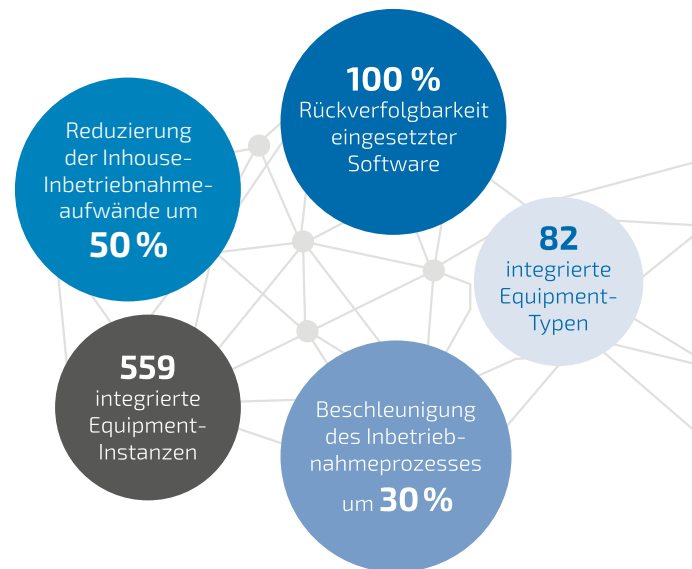 Reduzierung
der Inhouse-
Inbetriebnahme-
aufwände um
50 %
100 %
Rückverfolgbarkeit
eingesetzter
Software
82
integrierte
Equipment-
Typen
559
integrierte
Equipment-
Instanzen
Beschleunigung
des Inbetrieb-
nahmeprozesses
um 30 %